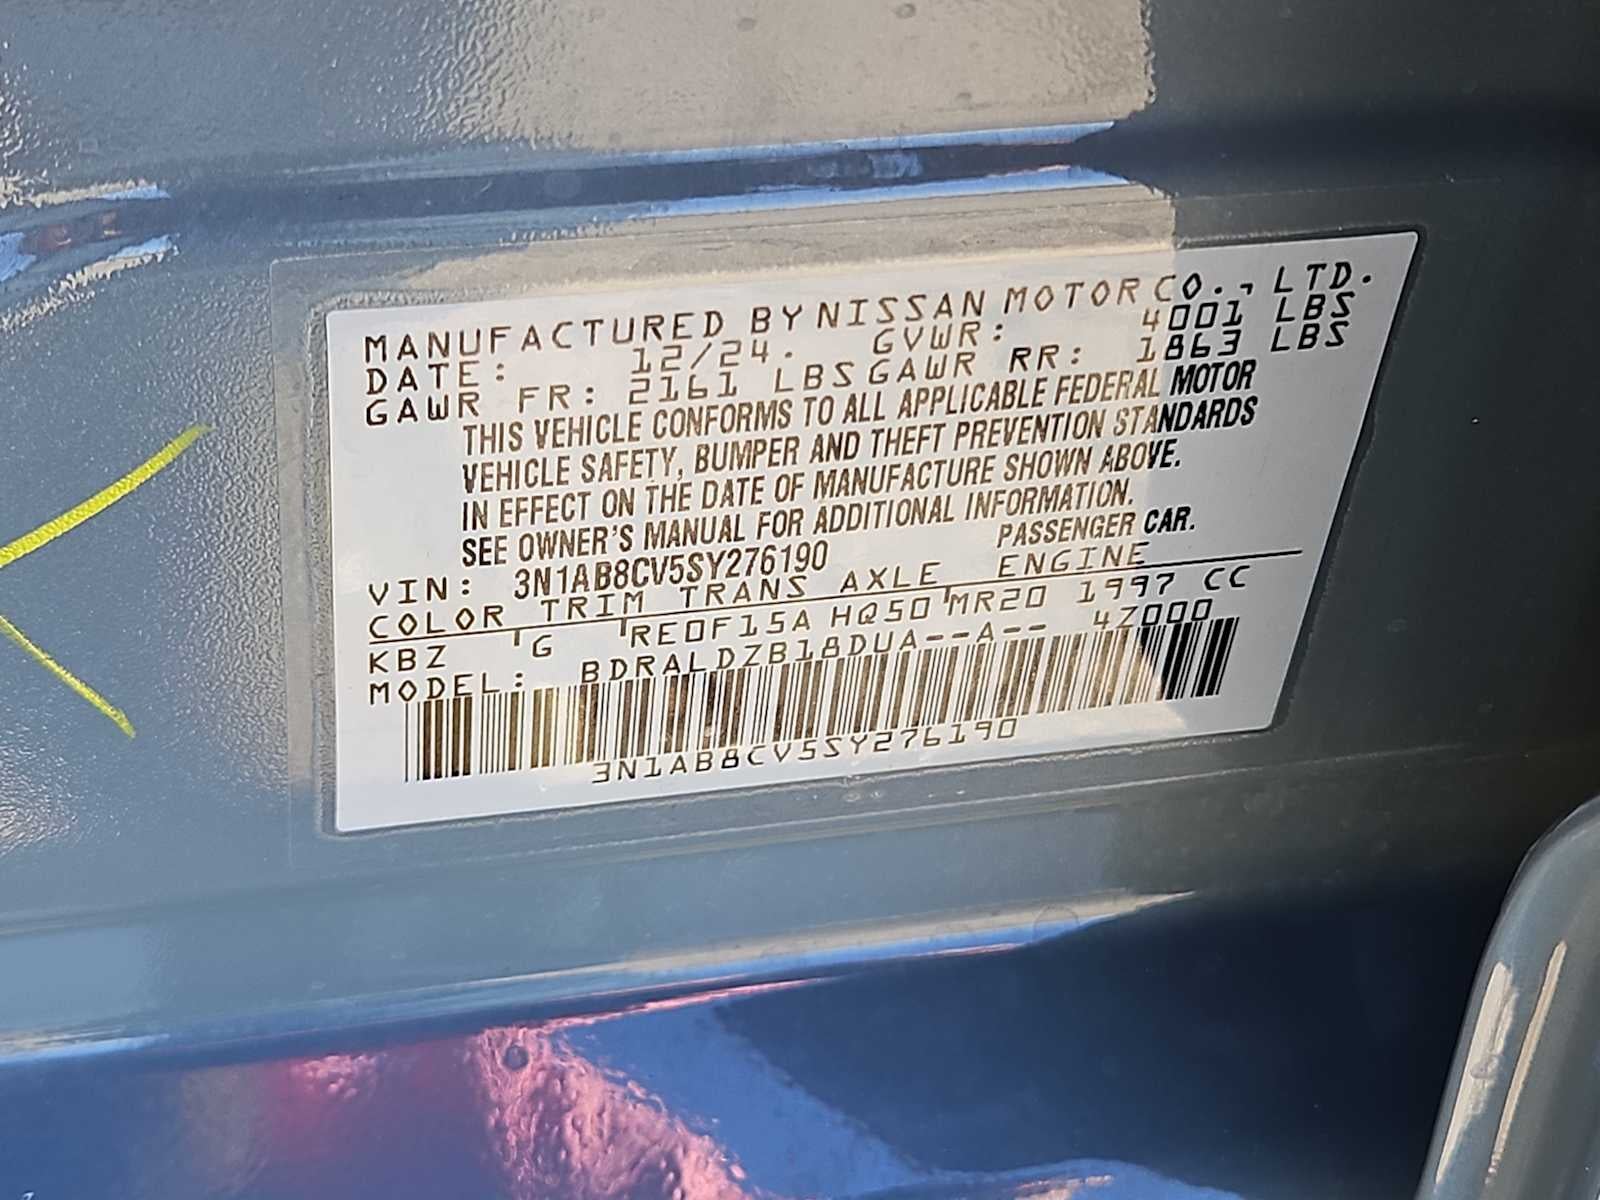 MANUFACTURED BY NISSAN MOTOR CO., LTD.
DATE: 12/24. GVWR: 4001 LBS
GAWR FR: 2161 LBS GAWR RR: 1863 LBS
THIS VEHICLE CONFORMS TO ALL APPLICABLE FEDERAL MOTOR
VEHICLE SAFETY, BUMPER AND THEFT PREVENTION STANDARDS
IN EFFECT ON THE DATE OF MANUFACTURE SHOWN ABOVE.
SEE OWNER'S MANUAL FOR ADDITIONAL INFORMATION.
VIN: 3N1AB8CV5SY276190 PASSENGER CAR.
COLOR TRIM TRANS AXLE ENGINE
KBZ G RE0F15A HQ50 MR20 1997 CC
MODEL: BDRALDZB18DUA--A-- 4Z000
3N1AB8CV5SY276190